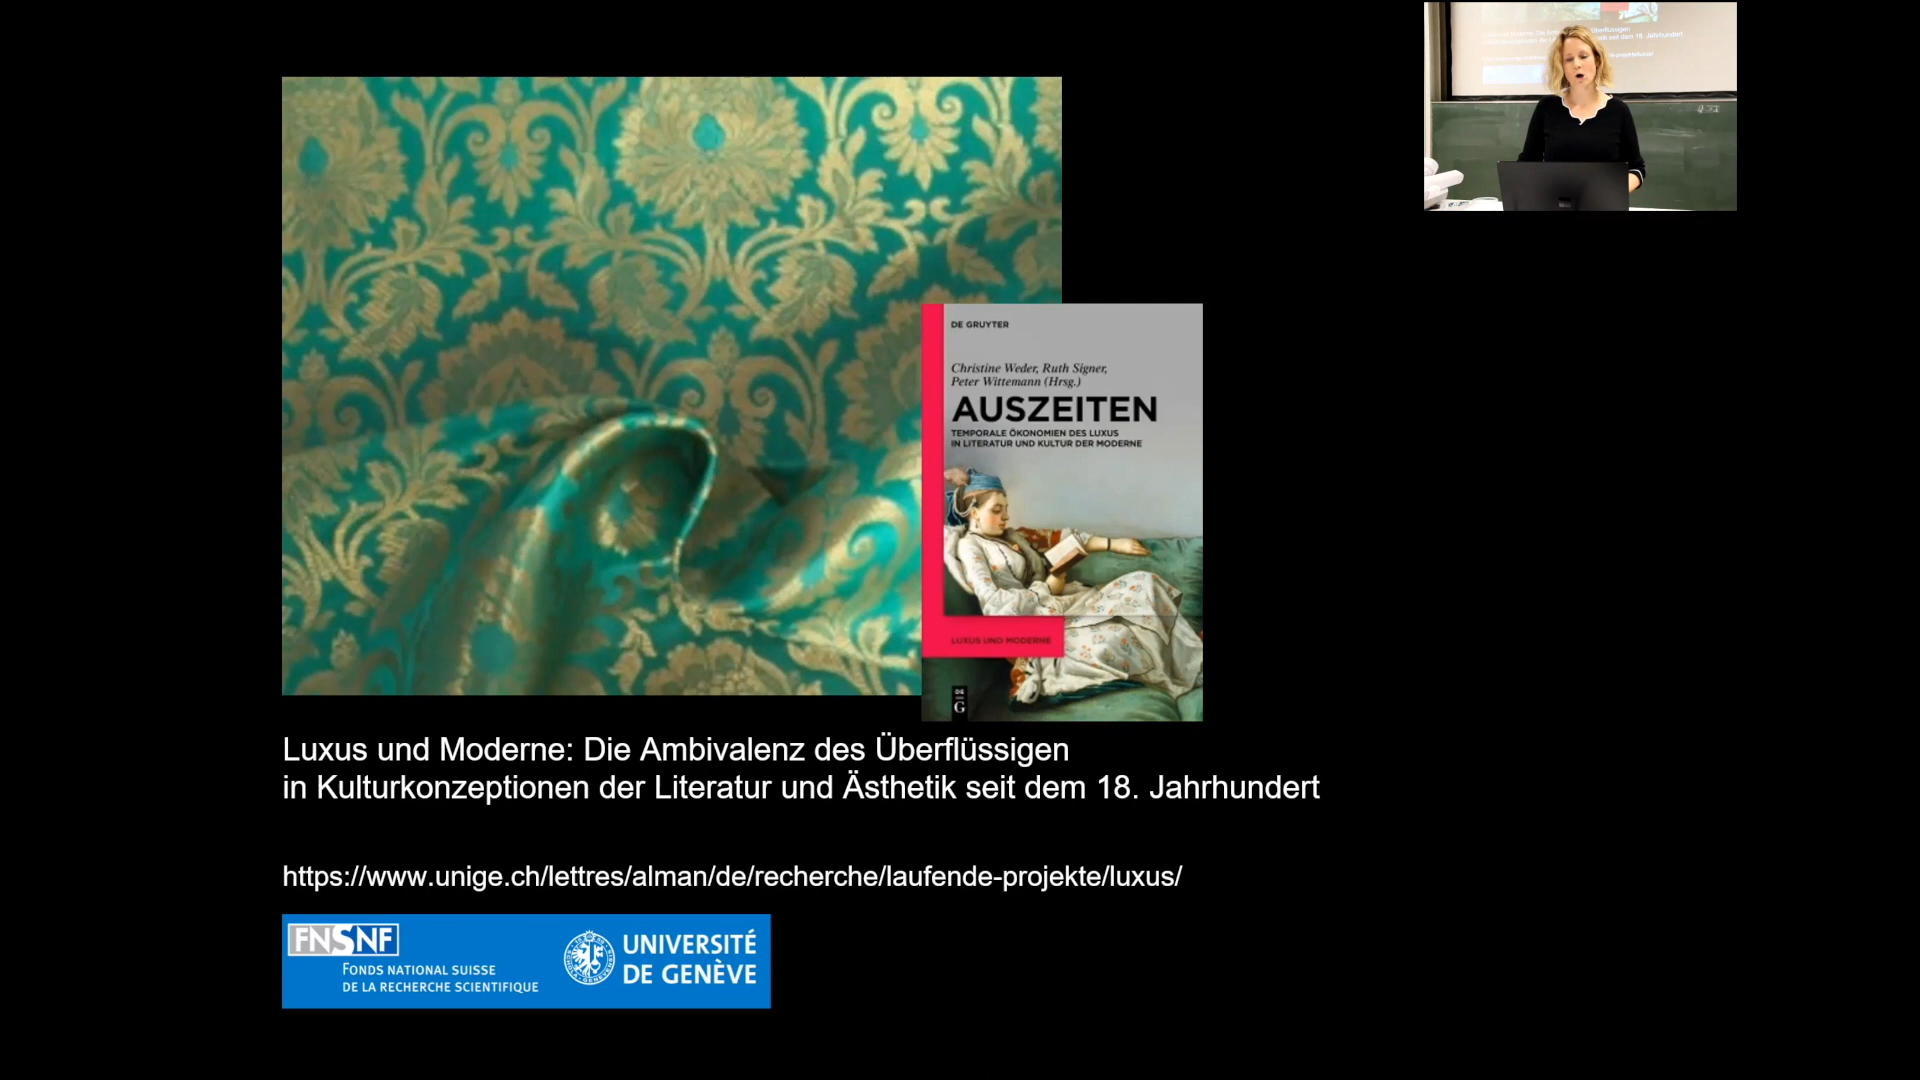 DE GRUYTER
Christine Weder, Ruth Signer,
Peter Wittemann (Hrsg.)
AUSZEITEN
TEMPORALE ÖKONOMIEN DES LUXUS
IN LITERATUR UND KULTUR DER MODERNE
LUXUS UND MODERNE
DE
G
Luxus und Moderne: Die Ambivalenz des Überflüssigen
in Kulturkonzeptionen der Literatur und Ästhetik seit dem 18. Jahrhundert
https://www.unige.ch/lettres/alman/de/recherche/laufende-projekte/luxus/
FNSNF
FONDS NATIONAL SUISSE
DE LA RECHERCHE SCIENTIFIQUE
UNIVERSITÉ
DE GENÈVE